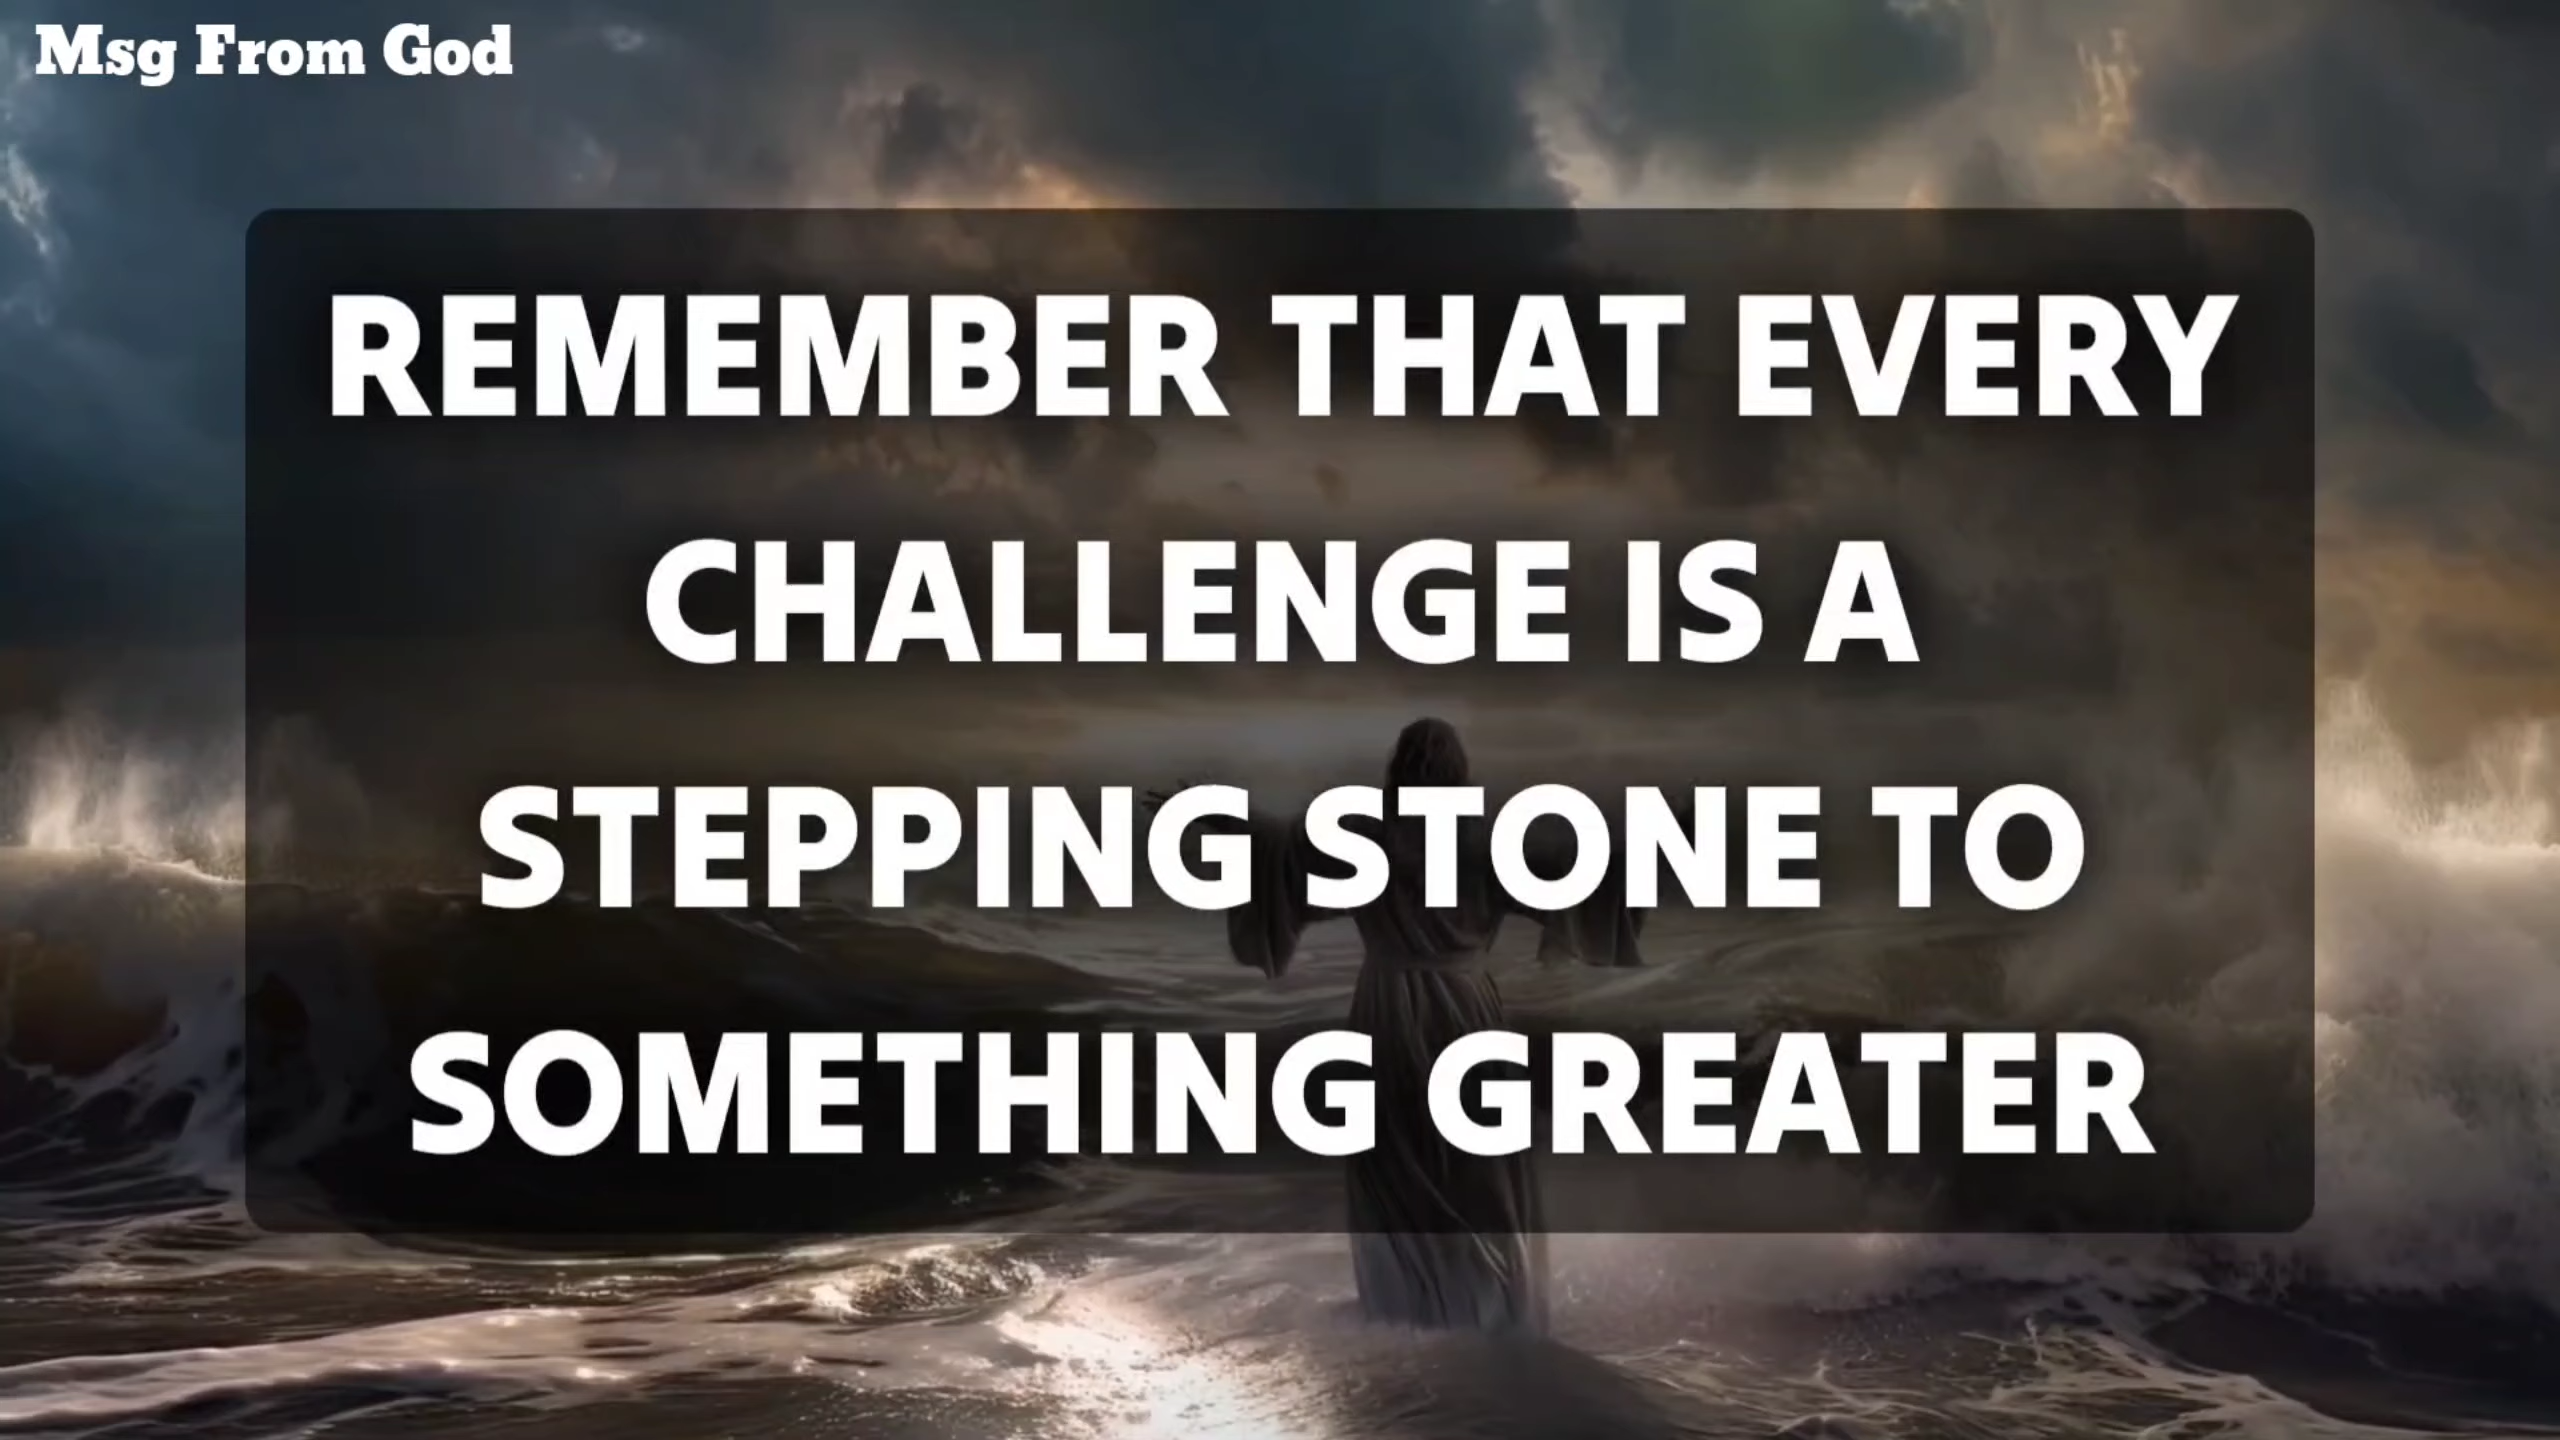 Msg From God
REMEMBER THAT EVERY
CHALLENGE IS A
STEPPING STONE TO
SOMETHING GREATER